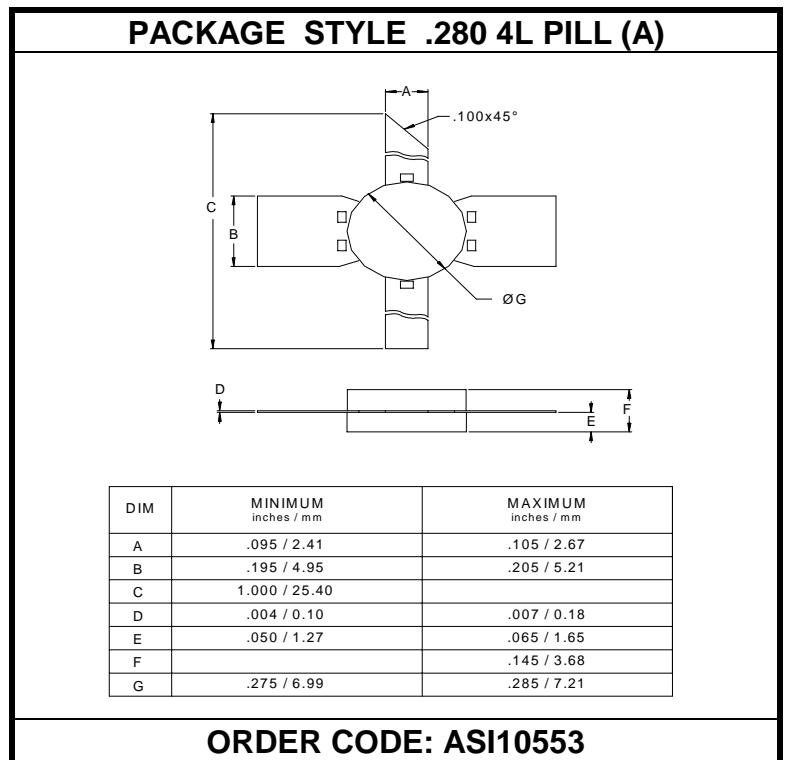 PACKAGE STYLE .280 4L PILL (A)
A
.100x45°
C
B
ØG
D
E
F
DIM MINIMUM MAXIMUM
inches / mm inches / mm
A .095 / 2.41 .105 / 2.67
B .195 / 4.95 .205 / 5.21
C 1.000 / 25.40
D .004 / 0.10 .007 / 0.18
E .050 / 1.27 .065 / 1.65
F .145 / 3.68
G .275 / 6.99 .285 / 7.21
ORDER CODE: ASI10553